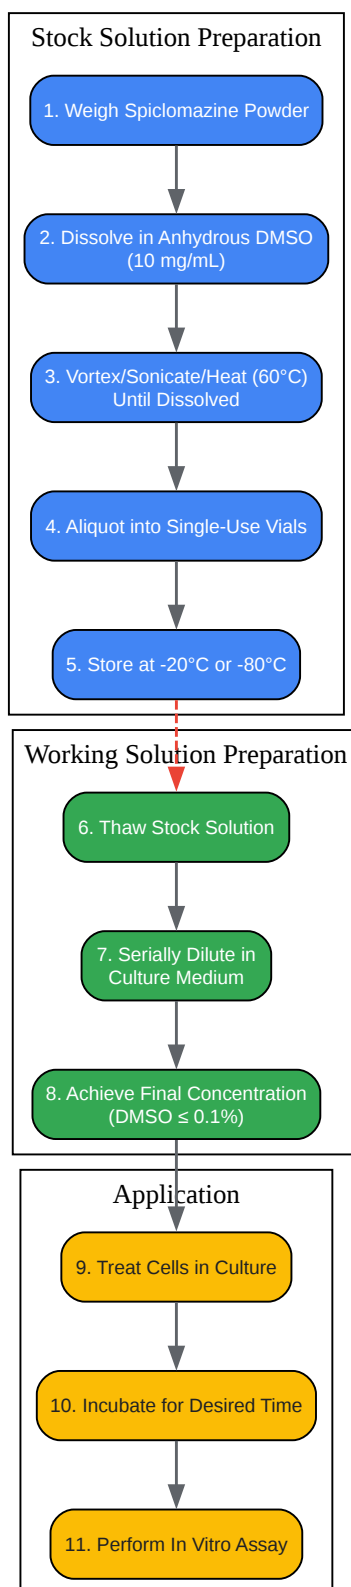 Stock Solution Preparation
1. Weigh Spiclomazine Powder
2. Dissolve in Anhydrous DMSO
(10 mg/mL)
3. Vortex/Sonicate/Heat (60°C)
Until Dissolved
4. Aliquot into Single-Use Vials
5. Store at -20°C or -80°C
Working Solution Preparation
6. Thaw Stock Solution
7. Serially Dilute in
Culture Medium
8. Achieve Final Concentration
(DMSO ≤ 0.1%)
Application
9. Treat Cells in Culture
10. Incubate for Desired Time
11. Perform In Vitro Assay